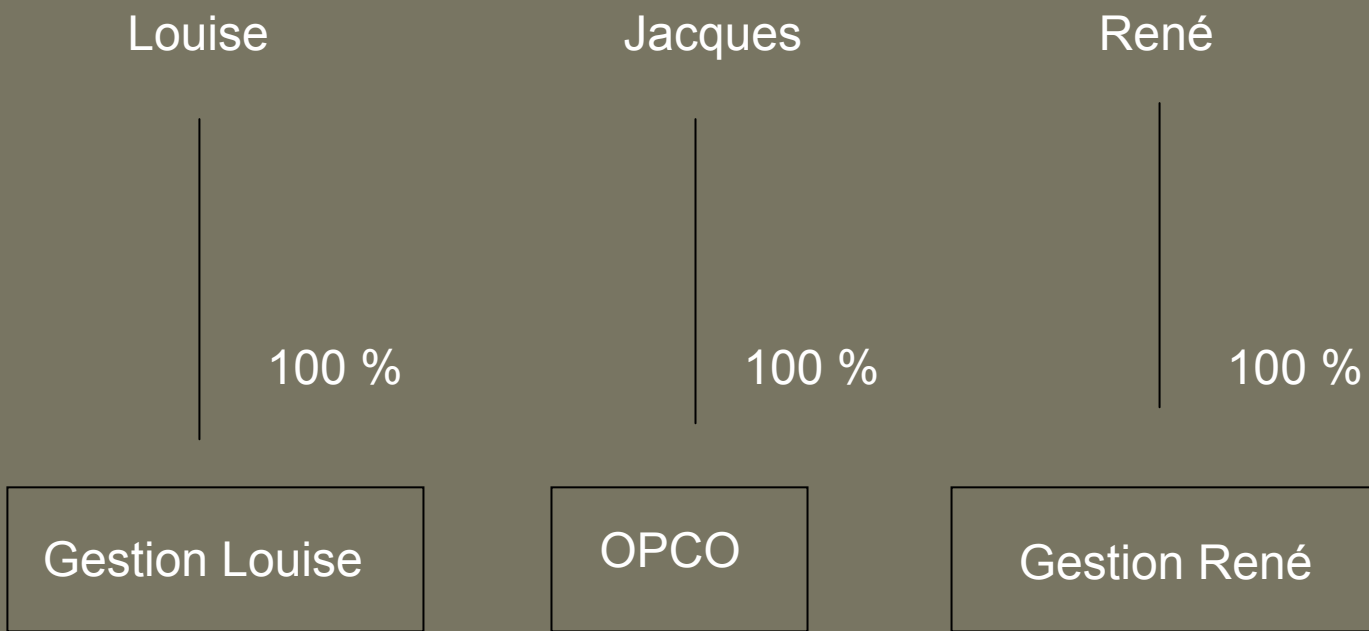 Louise
Jacques
René
100 %
100 %
100 %
Gestion Louise
OPCO
Gestion René